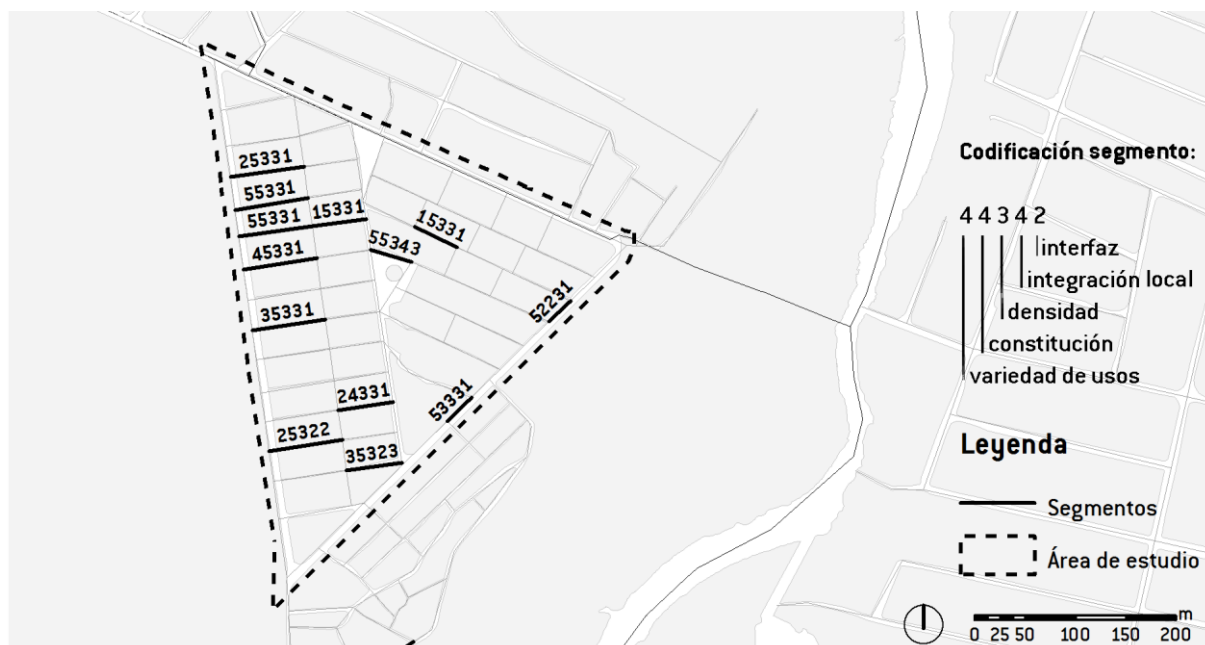 25331
55331
55331 15331
45331
35331
24331
25322
35323
15331
55343
52231
53331
Codificación segmento:
4 4 3 4 2
interfaz
integración local
densidad
constitución
variedad de usos
Leyenda
Segmentos
Área de estudio
m
0 25 50 100 150 200